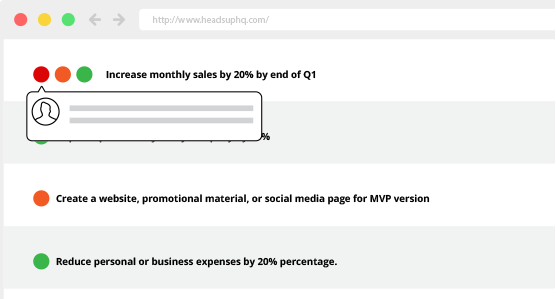 http://www.headsuphq.com/
Increase monthly sales by 20% by end of Q1
%
Create a website, promotional material, or social media page for MVP version
Reduce personal or business expenses by 20% percentage.